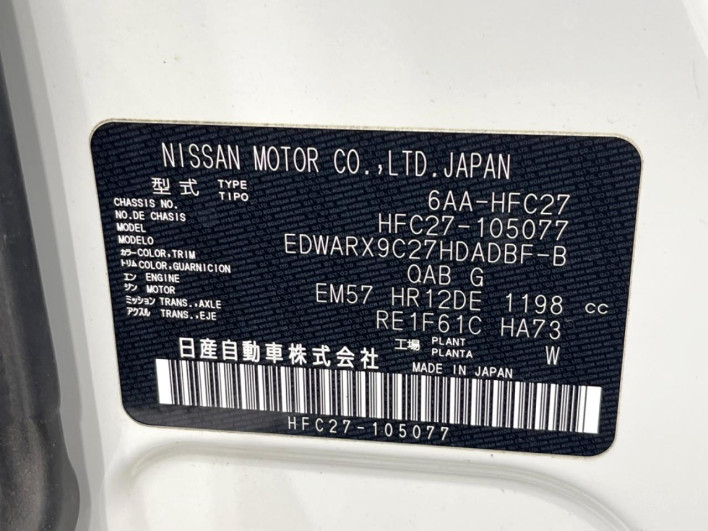 NISSAN MOTOR CO.,LTD.JAPAN
型式 TYPE TIPO 6AA-HFC27
CHASSIS NO. NO.DE CHASIS HFC27-105077
MODEL MODELO EDWARX9C27HDADBF-B
カラー COLOR,TRIM トリム COLOR,GUARNICION QAB G
エンジン ENGINE MOTOR EM57 HR12DE 1198 cc
ミッション TRANS.,AXLE アクスル TRANS.,EJE RE1F61C HA73
日産自動車株式会社 工場 PLANT PLANTA W
MADE IN JAPAN
HFC27-105077